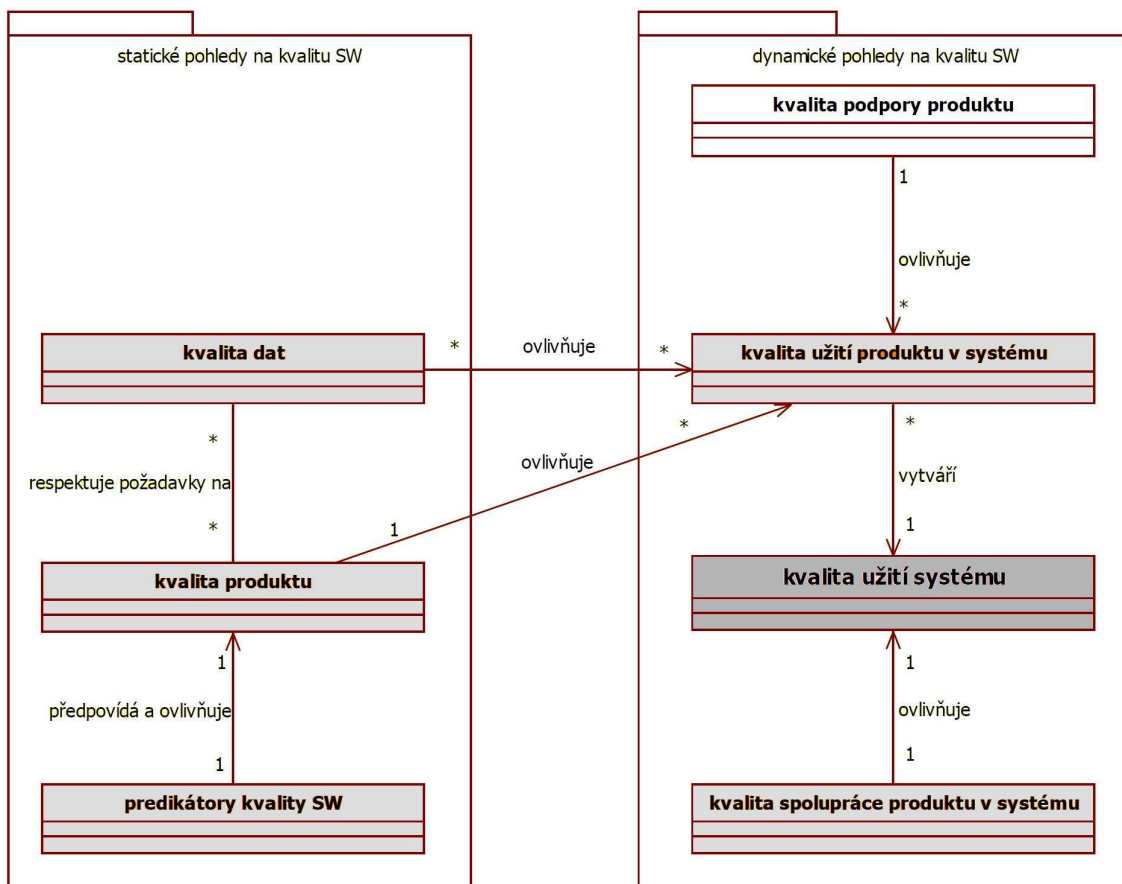 statické pohledy na kvalitu SW
kvalita dat
*
respektuje požadavky na
*
kvalita produktu
1
předpovídá a ovlivňuje
1
predikátory kvality SW
*
ovlivňuje
*
1
ovlivňuje
*
dynamické pohledy na kvalitu SW
kvalita podpory produktu
1
ovlivňuje
*
kvalita užití produktu v systému
*
vytváří
1
kvalita užití systému
1
ovlivňuje
1
kvalita spolupráce produktu v systému